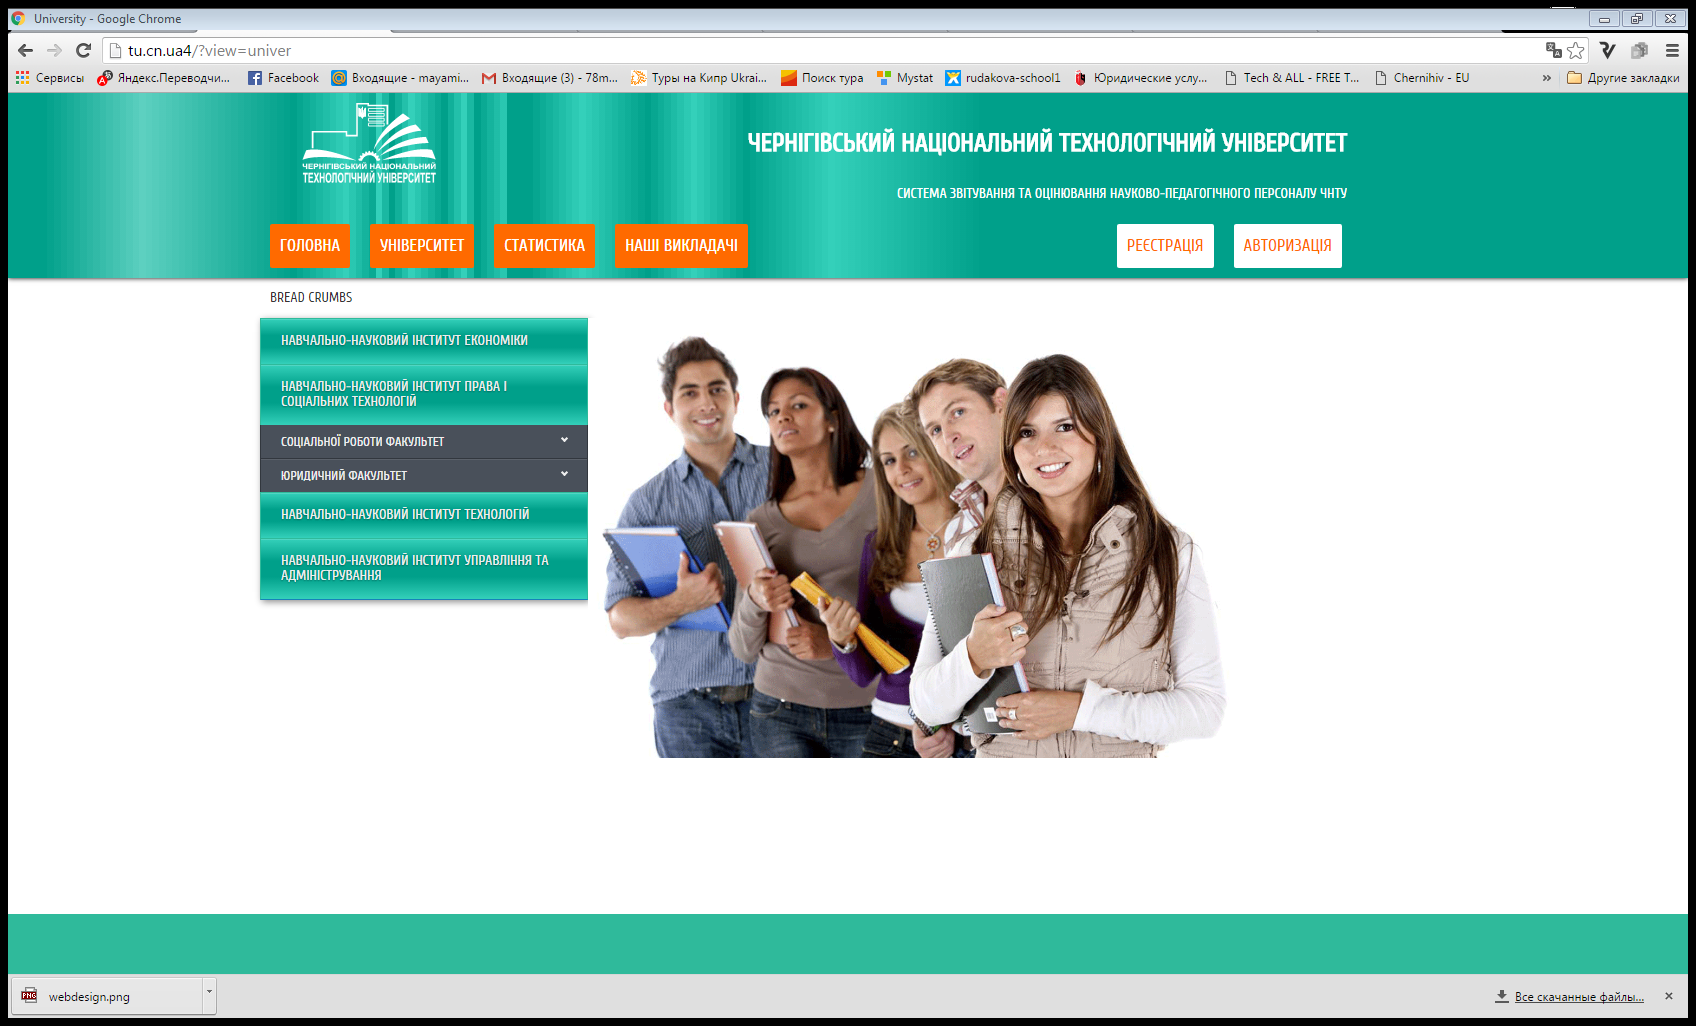 University - Google Chrome
tu.cn.ua4/?view=univer
Сервисы
Яндекс.Переводчи...
Facebook
Входящие - mayami...
Входящие (3) - 78m...
Туры на Кипр Ukrai...
Поиск тура
Mystat
rudakova-school1
Юридические услу...
Tech & ALL - FREE T...
Chernihiv - EU
»
Другие закладки
ЧЕРНІГІВСЬКИЙ НАЦІОНАЛЬНИЙ
ТЕХНОЛОГІЧНИЙ УНІВЕРСИТЕТ
ЧЕРНІГІВСЬКИЙ НАЦІОНАЛЬНИЙ ТЕХНОЛОГІЧНИЙ УНІВЕРСИТЕТ
СИСТЕМА ЗВІТУВАННЯ ТА ОЦІНЮВАННЯ НАУКОВО-ПЕДАГОГІЧНОГО ПЕРСОНАЛУ ЧНТУ
ГОЛОВНА
УНІВЕРСИТЕТ
СТАТИСТИКА
НАШІ ВИКЛАДАЧІ
РЕЄСТРАЦІЯ
АВТОРИЗАЦІЯ
BREAD CRUMBS
НАВЧАЛЬНО-НАУКОВИЙ ІНСТИТУТ ЕКОНОМІКИ
НАВЧАЛЬНО-НАУКОВИЙ ІНСТИТУТ ПРАВА І
СОЦІАЛЬНИХ ТЕХНОЛОГІЙ
СОЦІАЛЬНОЇ РОБОТИ ФАКУЛЬТЕТ
ЮРИДИЧНИЙ ФАКУЛЬТЕТ
НАВЧАЛЬНО-НАУКОВИЙ ІНСТИТУТ ТЕХНОЛОГІЙ
НАВЧАЛЬНО-НАУКОВИЙ ІНСТИТУТ УПРАВЛІННЯ ТА
АДМІНІСТРУВАННЯ
PNG
webdesign.png
Все скачанные файлы...